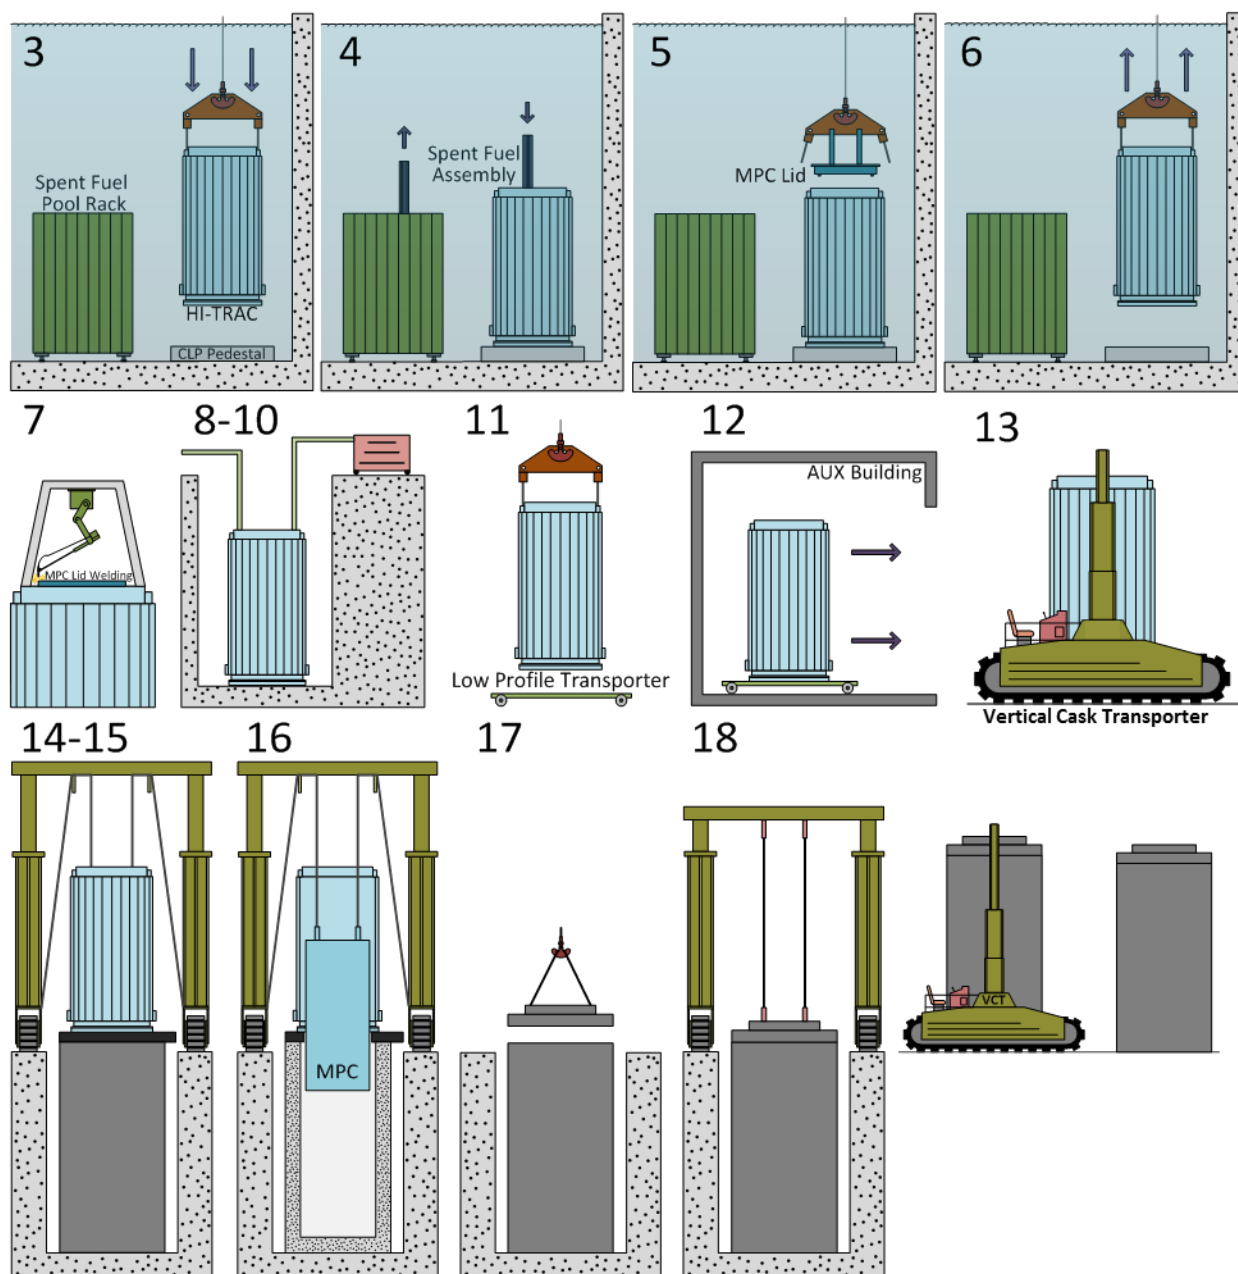 3
4
5
6
Spent Fuel
Pool Rack
HI-TRAC
CLP Pedestal
Spent Fuel
Assembly
MPC Lid
7
8-10
11
12
13
MPC Lid Welding
Low Profile Transporter
AUX Building
Vertical Cask Transporter
14-15
16
17
18
MPC
VCT